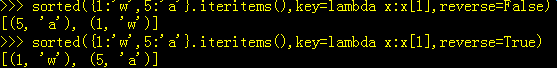 >>> sorted({1:'w',5:'a'}.iteritems(),key=lambda x:x[1],reverse=False)
[(5, 'a'), (1, 'w')]
>>> sorted({1:'w',5:'a'}.iteritems(),key=lambda x:x[1],reverse=True)
[(1, 'w'), (5, 'a')]